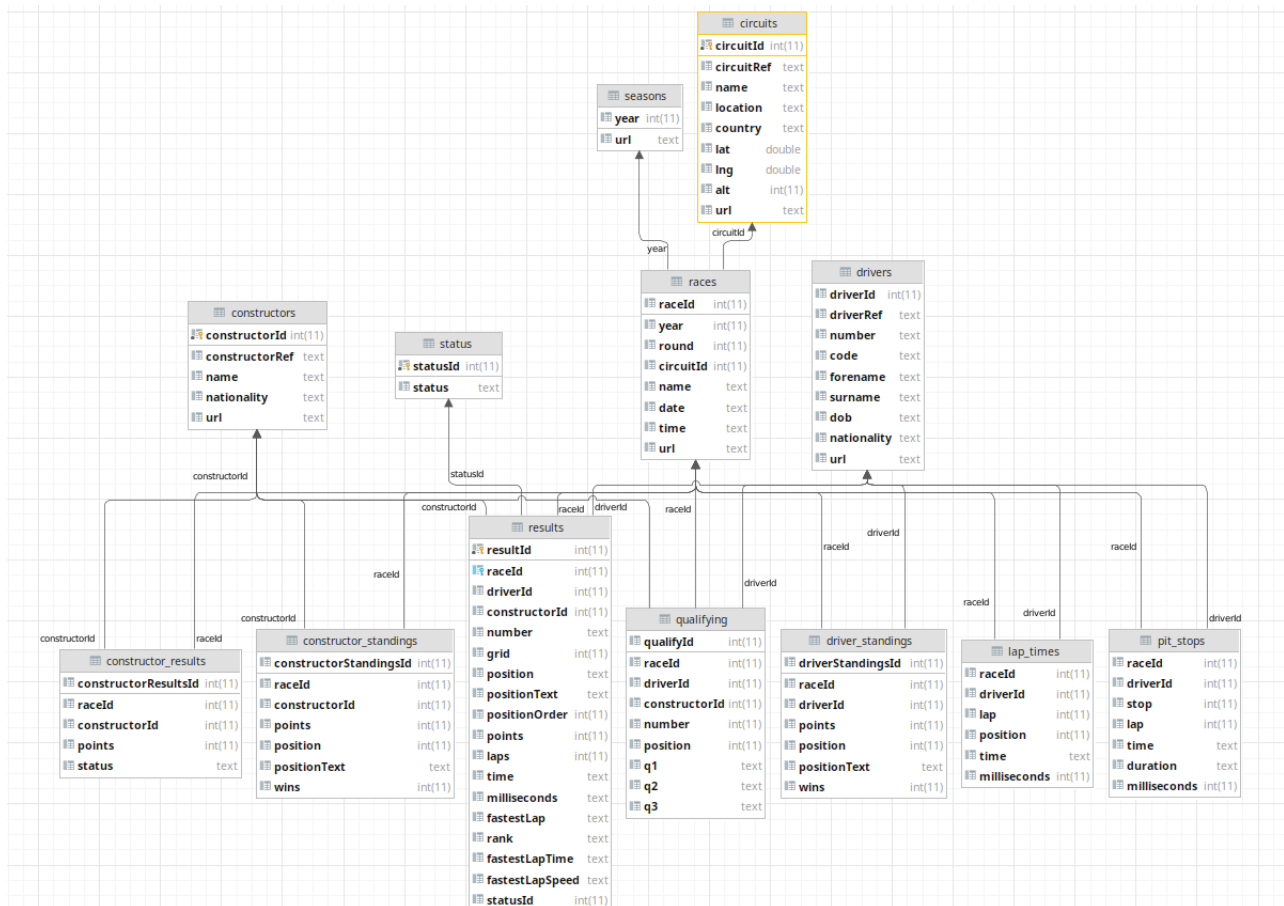 circuits
circuitId int(11)
circuitRef text
name text
location text
country text
lat double
lng double
alt int(11)
url text
seasons
year int(11)
url text
year
circuitId
races
raceId int(11)
year int(11)
round int(11)
circuitId int(11)
name text
date text
time text
url text
drivers
driverId int(11)
driverRef text
number text
code text
forename text
surname text
dob text
nationality text
url text
constructors
constructorId int(11)
constructorRef text
name text
nationality text
url text
status
statusId int(11)
status text
constructorId
statusId
constructorId
raceId
driverId
raceId
driverId
raceId
raceId
raceId
driverId
raceId
driverId
constructorId
constructorId
raceId
driverId
constructor_results
constructorResultsId int(11)
raceId int(11)
constructorId int(11)
points int(11)
status text
constructor_standings
constructorStandingsId int(11)
raceId int(11)
constructorId int(11)
points int(11)
position int(11)
positionText text
wins int(11)
results
resultId int(11)
raceId int(11)
driverId int(11)
constructorId int(11)
number text
grid int(11)
position text
positionText text
positionOrder int(11)
points int(11)
laps int(11)
time text
milliseconds text
fastestLap text
rank text
fastestLapTime text
fastestLapSpeed text
statusId int(11)
qualifying
qualifyId int(11)
raceId int(11)
driverId int(11)
constructorId int(11)
number int(11)
position int(11)
q1 text
q2 text
q3 text
driver_standings
driverStandingsId int(11)
raceId int(11)
driverId int(11)
points int(11)
position int(11)
positionText text
wins int(11)
lap_times
raceId int(11)
driverId int(11)
lap int(11)
position int(11)
time text
milliseconds int(11)
pit_stops
raceId int(11)
driverId int(11)
stop int(11)
lap int(11)
time text
duration text
milliseconds int(11)